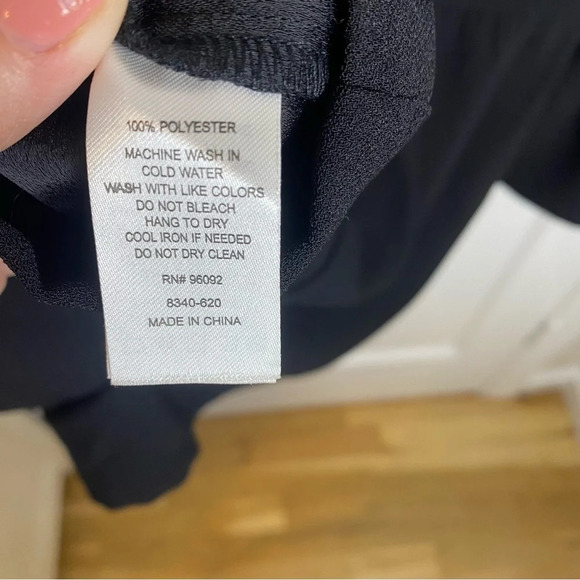 100% POLYESTER
MACHINE WASH IN
COLD WATER
WASH WITH LIKE COLORS
DO NOT BLEACH
HANG TO DRY
COOL IRON IF NEEDED
DO NOT DRY CLEAN
RN# 96092
8340-620
MADE IN CHINA